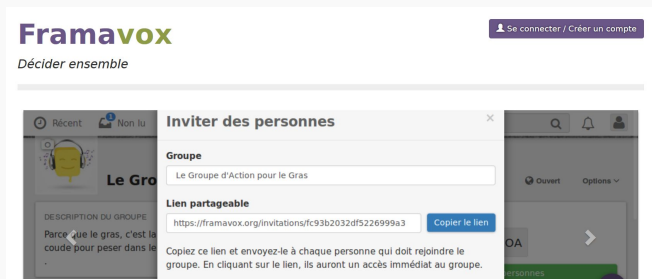 Framavox
Se connecter / Créer un compte
Décider ensemble
Récent
Non lu
1
Inviter des personnes
×
Groupe
Le Groupe d'Action pour le Gras
Le Gro
Ouvert
Options
Lien partageable
https://framavox.org/invitations/fc93b2032df5226999a3
Copier le lien
DESCRIPTION DU GROUPE
Parce que le gras, c'est la
coude pour peser dans le
.
OA
Copiez ce lien et envoyez-le à chaque personne qui doit rejoindre le
groupe. En cliquant sur le lien, ils auront un accès immédiat au groupe.
personnes